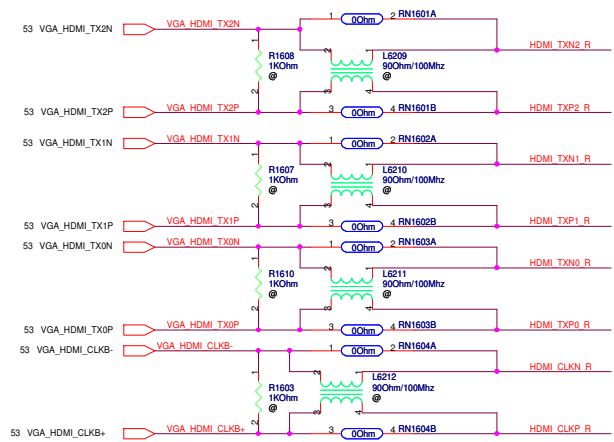 1 0Ohm 2 RN1601A
53 VGA_HDMI_TX2N VGA_HDMI_TX2N
HDMI_TXN2_R
1 R1608 1KOhm @ 2
2 1 L6209 90Ohm/100Mhz @ 3 4
53 VGA_HDMI_TX2P VGA_HDMI_TX2P 3 0Ohm 4 RN1601B HDMI_TXP2_R
53 VGA_HDMI_TX1N VGA_HDMI_TX1N 1 0Ohm 2 RN1602A
HDMI_TXN1_R
1 R1607 1KOhm @ 2
2 1 L6210 90Ohm/100Mhz @ 3 4
53 VGA_HDMI_TX1P VGA_HDMI_TX1P 3 0Ohm 4 RN1602B HDMI_TXP1_R
53 VGA_HDMI_TX0N VGA_HDMI_TX0N 1 0Ohm 2 RN1603A
HDMI_TXN0_R
1 R1610 1KOhm @ 2
2 1 L6211 90Ohm/100Mhz @ 3 4
53 VGA_HDMI_TX0P VGA_HDMI_TX0P 3 0Ohm 4 RN1603B HDMI_TXP0_R
53 VGA_HDMI_CLKB- VGA_HDMI_CLKB- 1 0Ohm 2 RN1604A
HDMI_CLKN_R
1 R1603 1KOhm @ 2
2 1 L6212 90Ohm/100Mhz @ 3 4
53 VGA_HDMI_CLKB+ VGA_HDMI_CLKB+ 3 0Ohm 4 RN1604B HDMI_CLKP_R